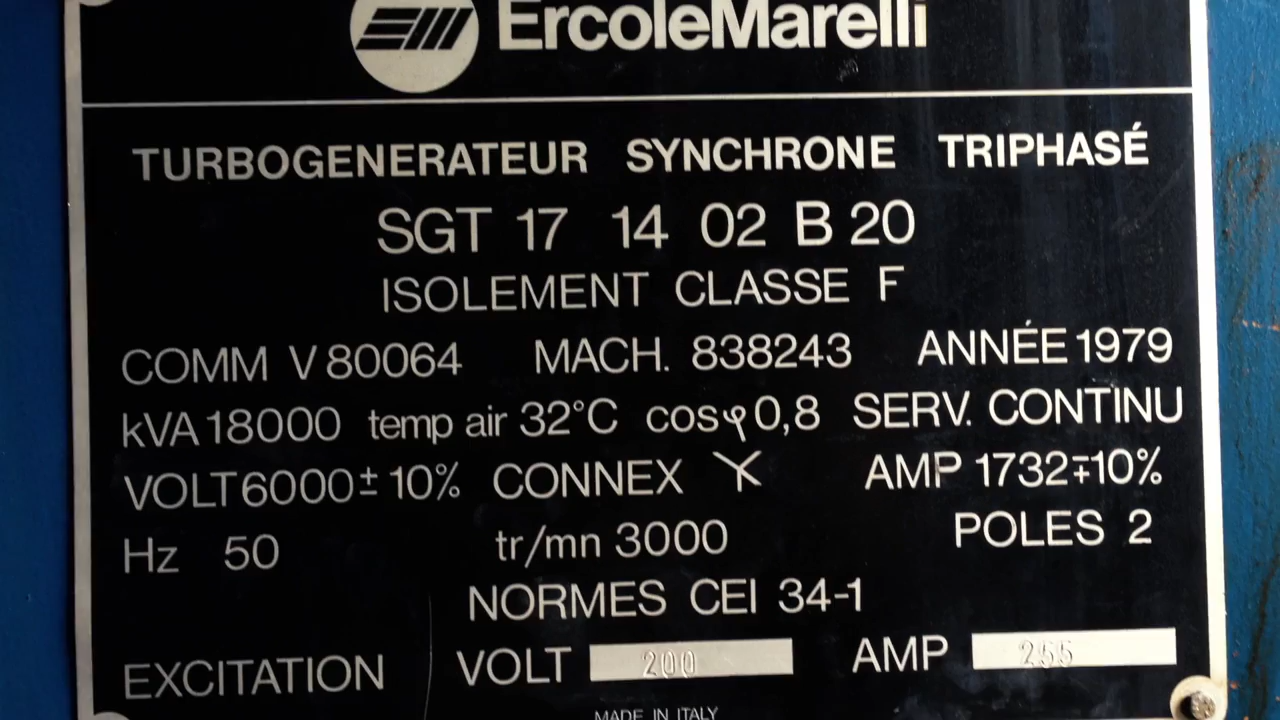 ErcoleMarelli
TURBOGENERATEUR SYNCHRONE TRIPHASÉ
SGT 17 14 02 B 20
ISOLEMENT CLASSE F
COMM V 80064 MACH. 838243 ANNÉE 1979
kVA 18000 temp air 32°C cosφ 0,8 SERV. CONTINU
VOLT 6000 ± 10% CONNEX Y AMP 1732 ∓ 10%
Hz 50 tr/mn 3000 POLES 2
NORMES CEI 34-1
EXCITATION VOLT 200 AMP 255
MADE IN ITALY